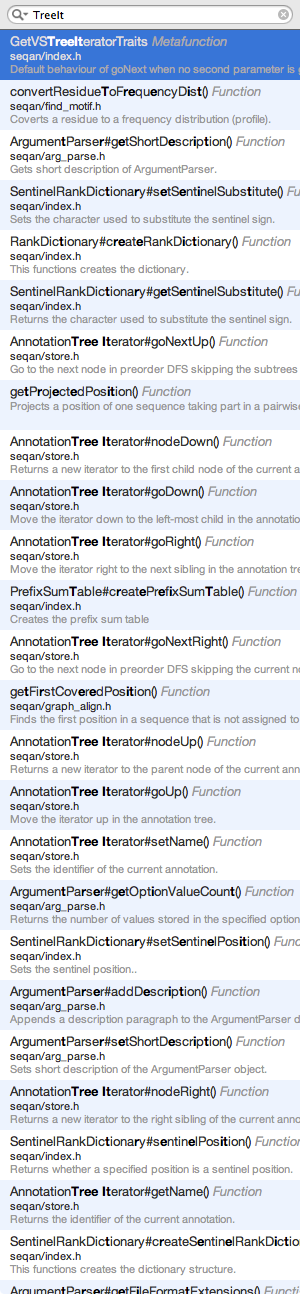 TreeIt
GetVSTreeIteratorTraits Metafunction
seqan/index.h
Default behaviour of goNext when no second parameter is
convertResidueToFrequencyDist() Function
seqan/find_motif.h
Coverts a residue to a frequency distribution (profile).
ArgumentParser#getShortDescription() Function
seqan/arg_parse.h
Gets short description of ArgumentParser.
SentinelRankDictionary#setSentinelSubstitute() Function
seqan/index.h
Sets the character used to substitute the sentinel sign.
RankDictionary#createRankDictionary() Function
seqan/index.h
This functions creates the dictionary.
SentinelRankDictionary#getSentinelSubstitute() Function
seqan/index.h
Returns the character used to substitute the sentinel sign.
AnnotationTree Iterator#goNextUp() Function
seqan/store.h
Go to the next node in preorder DFS skipping the subtrees
getProjectedPosition() Function
Projects a position of one sequence taking part in a pairwise
AnnotationTree Iterator#nodeDown() Function
seqan/store.h
Returns a new iterator to the first child node of the current a
AnnotationTree Iterator#goDown() Function
seqan/store.h
Move the iterator down to the left-most child in the annotatio
AnnotationTree Iterator#goRight() Function
seqan/store.h
Move the iterator right to the next sibling in the annotation tre
PrefixSumTable#createPrefixSumTable() Function
seqan/index.h
Creates the prefix sum table
AnnotationTree Iterator#goNextRight() Function
seqan/store.h
Go to the next node in preorder DFS skipping the current no
getFirstCoveredPosition() Function
seqan/graph_align.h
Finds the first position in a sequence that is not assigned to
AnnotationTree Iterator#nodeUp() Function
seqan/store.h
Returns a new iterator to the parent node of the current ann
AnnotationTree Iterator#goUp() Function
seqan/store.h
Move the iterator up in the annotation tree.
AnnotationTree Iterator#setName() Function
seqan/store.h
Sets the identifier of the current annotation.
ArgumentParser#getOptionValueCount() Function
seqan/arg_parse.h
Returns the number of values stored in the specified option
SentinelRankDictionary#setSentinelPosition() Func
seqan/index.h
Sets the sentinel position..
ArgumentParser#addDescription() Function
seqan/arg_parse.h
Appends a description paragraph to the ArgumentParser d
ArgumentParser#setShortDescription() Function
seqan/arg_parse.h
Sets short description of the ArgumentParser object.
AnnotationTree Iterator#nodeRight() Function
seqan/store.h
Returns a new iterator to the right sibling of the current anno
SentinelRankDictionary#sentinelPosition() Function
seqan/index.h
Returns whether a specified position is a sentinel position.
AnnotationTree Iterator#getName() Function
seqan/store.h
Returns the identifier of the current annotation.
SentinelRankDictionary#createSentinelRankDictio
seqan/index.h
This functions creates the dictionary structure.
ArgumentParser#getFileFormatExtensions() Function